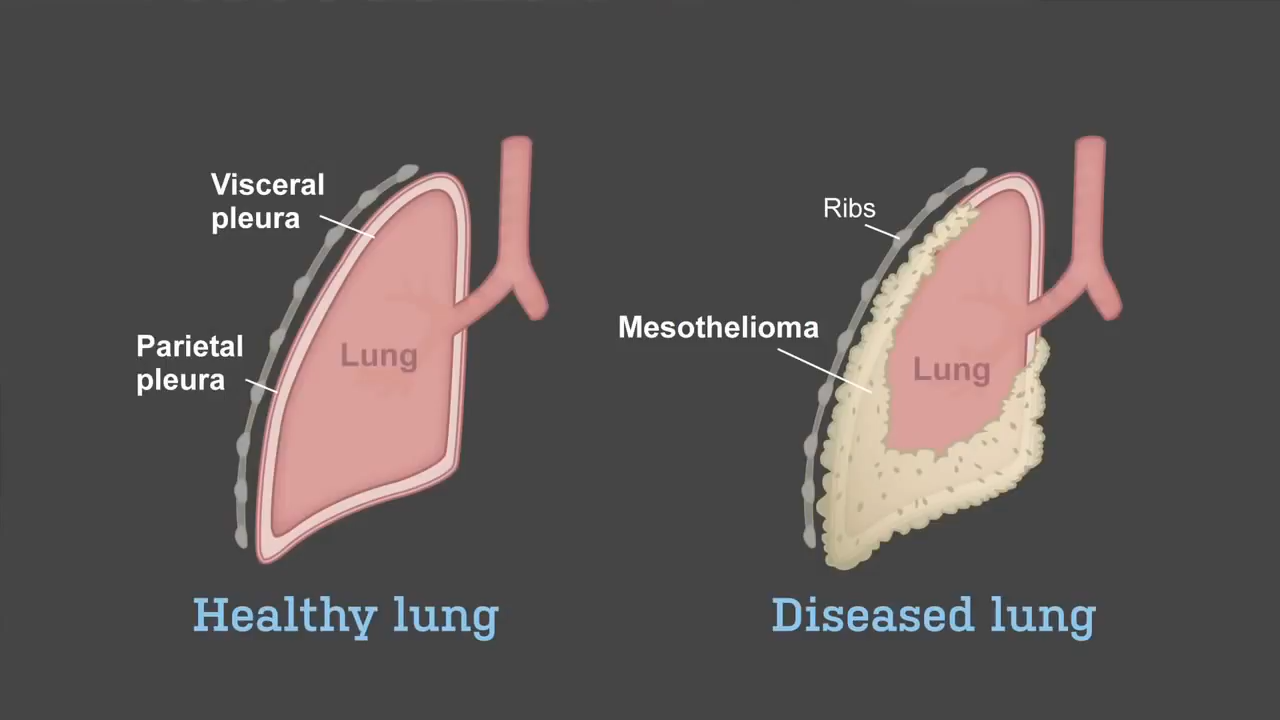 Visceral
pleura
Parietal
pleura
Lung
Healthy lung
Ribs
Mesothelioma
Lung
Diseased lung